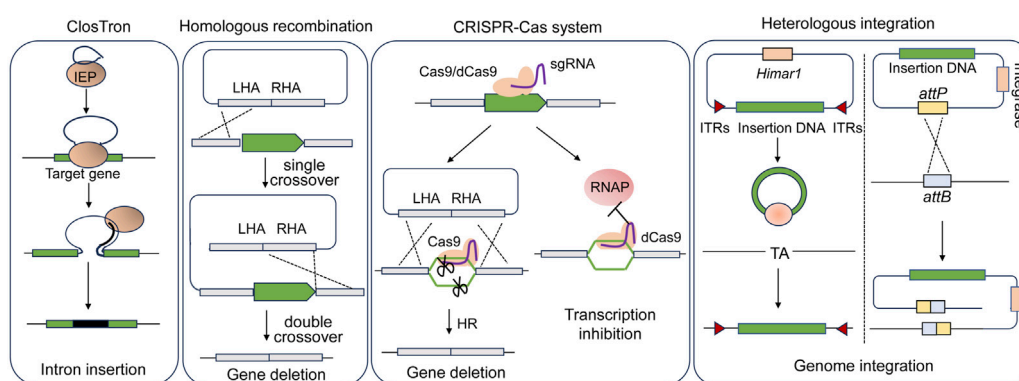 ClosTron
IEP
Target gene
Intron insertion
Homologous recombination
LHA RHA
single
crossover
LHA RHA
double
crossover
Gene deletion
CRISPR-Cas system
Cas9/dCas9
sgRNA
LHA RHA
Cas9
HR
Gene deletion
RNAP
dCas9
Transcription
inhibition
Heterologous integration
Himar1
ITRs Insertion DNA ITRs
TA
Insertion DNA
Integrase
attP
attB
Genome integration